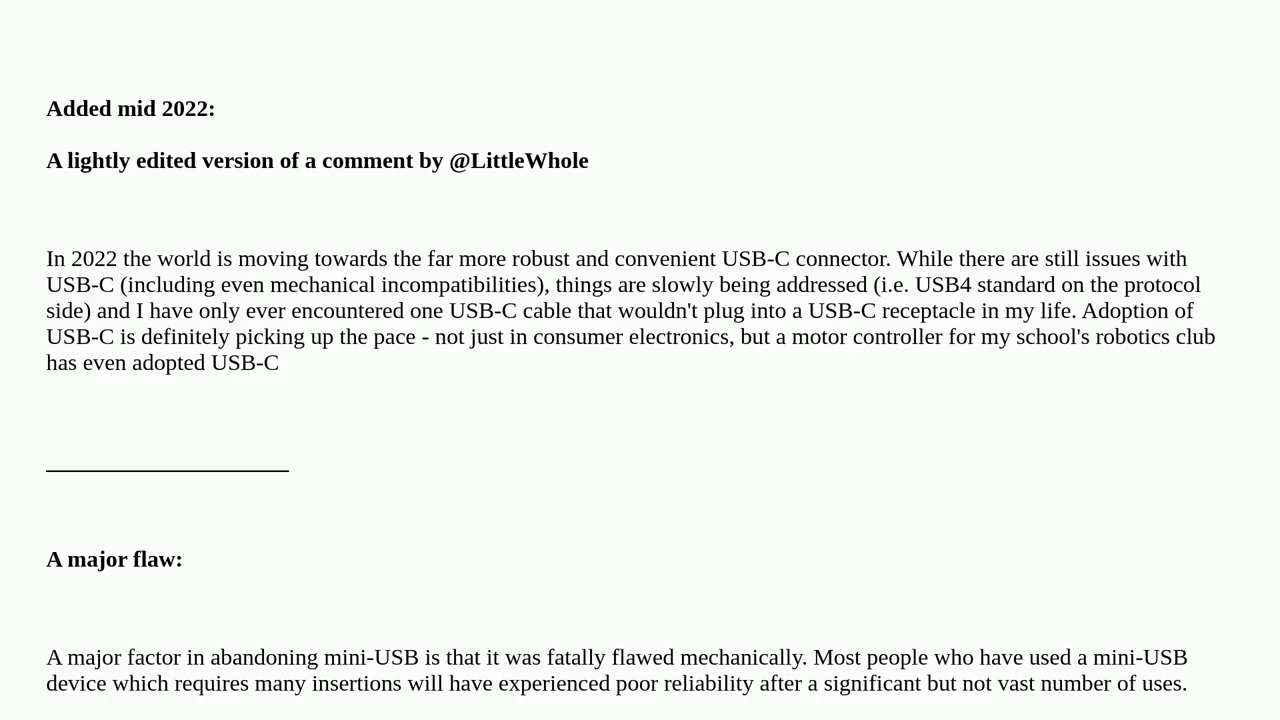 Added mid 2022:
A lightly edited version of a comment by @LittleWhole
In 2022 the world is moving towards the far more robust and convenient USB-C connector. While there are still issues with
USB-C (including even mechanical incompatibilities), things are slowly being addressed (i.e. USB4 standard on the protocol
side) and I have only ever encountered one USB-C cable that wouldn't plug into a USB-C receptacle in my life. Adoption of
USB-C is definitely picking up the pace - not just in consumer electronics, but a motor controller for my school's robotics club
has even adopted USB-C
A major flaw:
A major factor in abandoning mini-USB is that it was fatally flawed mechanically. Most people who have used a mini-USB
device which requires many insertions will have experienced poor reliability after a significant but not vast number of uses.